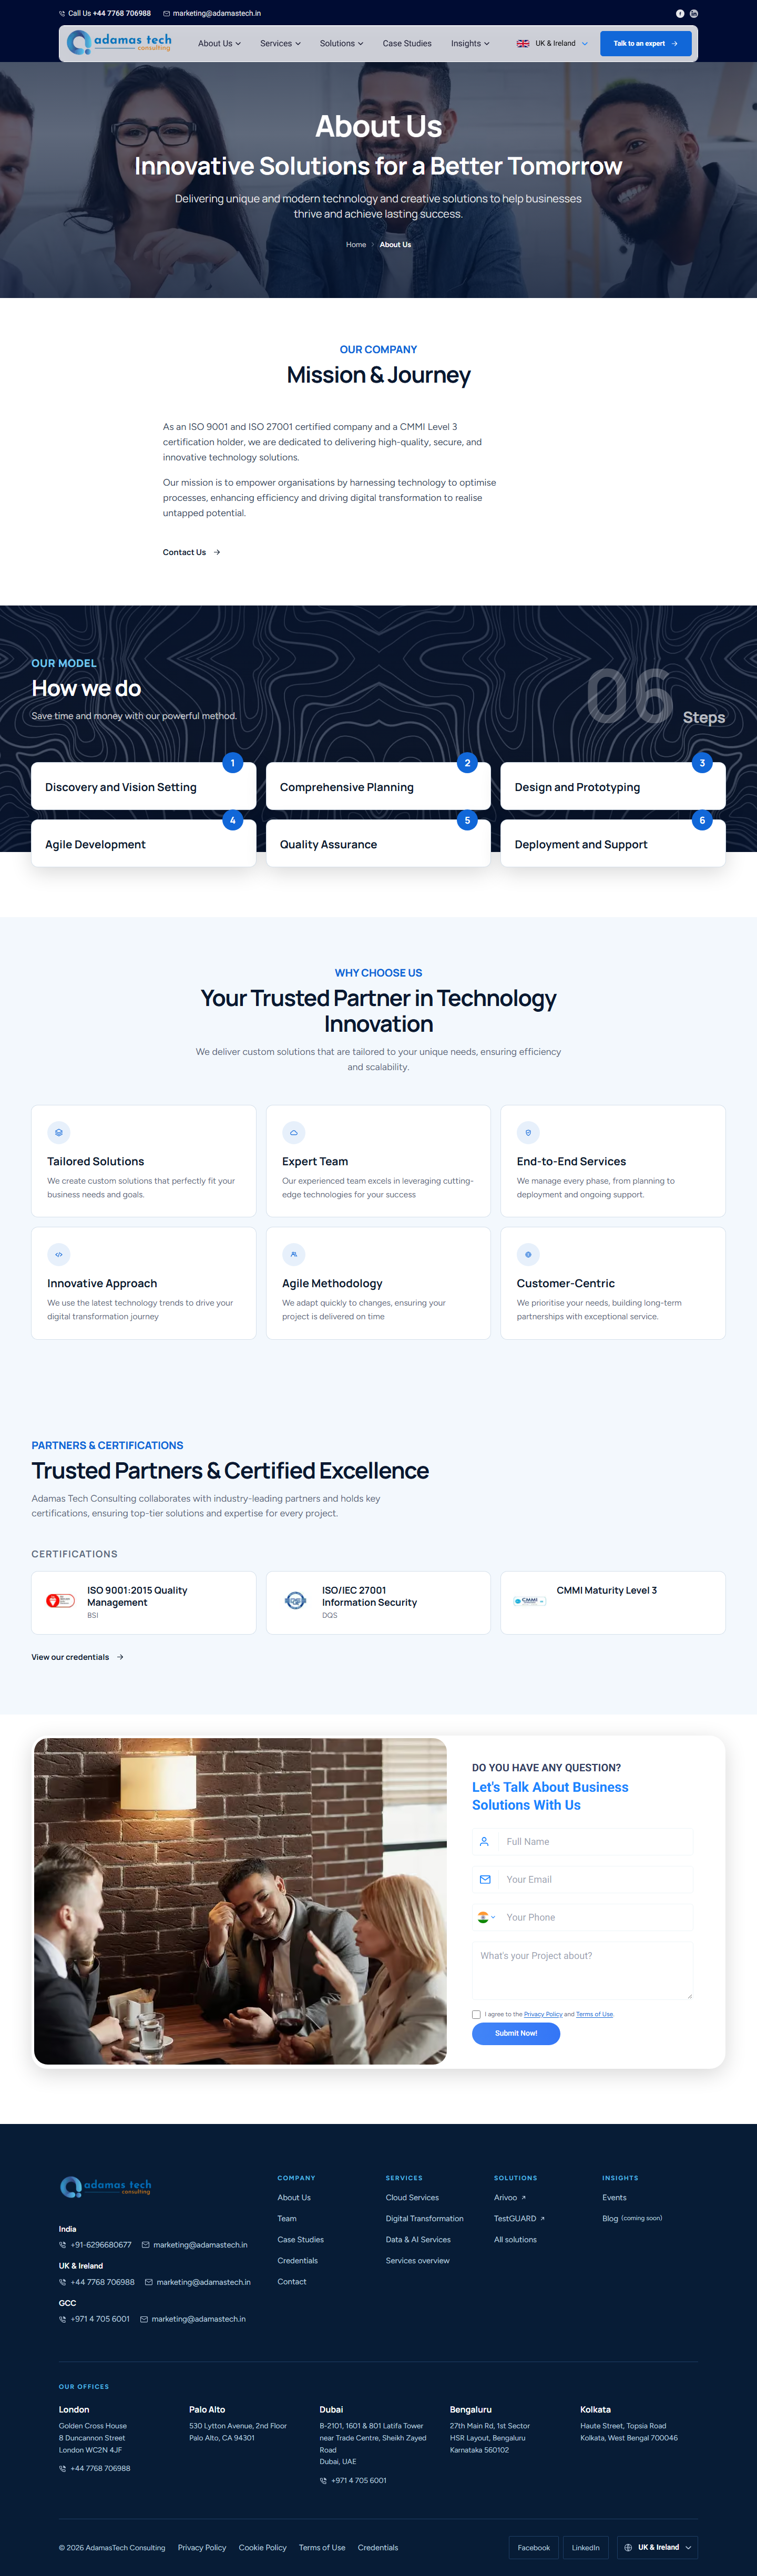 Call Us +44 7768 706988
marketing@adamastech.in
adamas tech
consulting
About Us
Services
Solutions
Case Studies
Insights
UK & Ireland
Talk to an expert
About Us
Innovative Solutions for a Better Tomorrow
Delivering unique and modern technology and creative solutions to help businesses
thrive and achieve lasting success.
Home
About Us
OUR COMPANY
Mission & Journey
As an ISO 9001 and ISO 27001 certified company and a CMMI Level 3
certification holder, we are dedicated to delivering high-quality, secure, and
innovative technology solutions.
Our mission is to empower organisations by harnessing technology to optimise
processes, enhancing efficiency and driving digital transformation to realise
untapped potential.
Contact Us
OUR MODEL
How we do
Save time and money with our powerful method.
06 Steps
1
Discovery and Vision Setting
2
Comprehensive Planning
3
Design and Prototyping
4
Agile Development
5
Quality Assurance
6
Deployment and Support
WHY CHOOSE US
Your Trusted Partner in Technology
Innovation
We deliver custom solutions that are tailored to your unique needs, ensuring efficiency
and scalability.
Tailored Solutions
We create custom solutions that perfectly fit your
business needs and goals.
Expert Team
Our experienced team excels in leveraging cutting-
edge technologies for your success
End-to-End Services
We manage every phase, from planning to
deployment and ongoing support.
Innovative Approach
We use the latest technology trends to drive your
digital transformation journey
Agile Methodology
We adapt quickly to changes, ensuring your
project is delivered on time
Customer-Centric
We prioritise your needs, building long-term
partnerships with exceptional service.
PARTNERS & CERTIFICATIONS
Trusted Partners & Certified Excellence
Adamas Tech Consulting collaborates with industry-leading partners and holds key
certifications, ensuring top-tier solutions and expertise for every project.
CERTIFICATIONS
ISO 9001:2015 Quality
Management
BSI
ISO/IEC 27001
Information Security
DQS
CMMI
CMMI Maturity Level 3
View our credentials
DO YOU HAVE ANY QUESTION?
Let's Talk About Business
Solutions With Us
Full Name
Your Email
Your Phone
What's your Project about?
I agree to the Privacy Policy and Terms of Use
Submit Now!
adamas tech
consulting
India
+91-6296680677
marketing@adamastech.in
UK & Ireland
+44 7768 706988
marketing@adamastech.in
GCC
+971 4 705 6001
marketing@adamastech.in
COMPANY
About Us
Team
Case Studies
Credentials
Contact
SERVICES
Cloud Services
Digital Transformation
Data & AI Services
Services overview
SOLUTIONS
Arivoo
TestGUARD
All solutions
INSIGHTS
Events
Blog (coming soon)
OUR OFFICES
London
Golden Cross House
8 Duncannon Street
London WC2N 4JF
+44 7768 706988
Palo Alto
530 Lytton Avenue, 2nd Floor
Palo Alto, CA 94301
Dubai
B-2101, 1601 & 801 Latifa Tower
near Trade Centre, Sheikh Zayed
Road
Dubai, UAE
+971 4 705 6001
Bengaluru
27th Main Rd, 1st Sector
HSR Layout, Bengaluru
Karnataka 560102
Kolkata
Haute Street, Topsia Road
Kolkata, West Bengal 700046
© 2026 AdamasTech Consulting
Privacy Policy
Cookie Policy
Terms of Use
Credentials
Facebook
LinkedIn
UK & Ireland